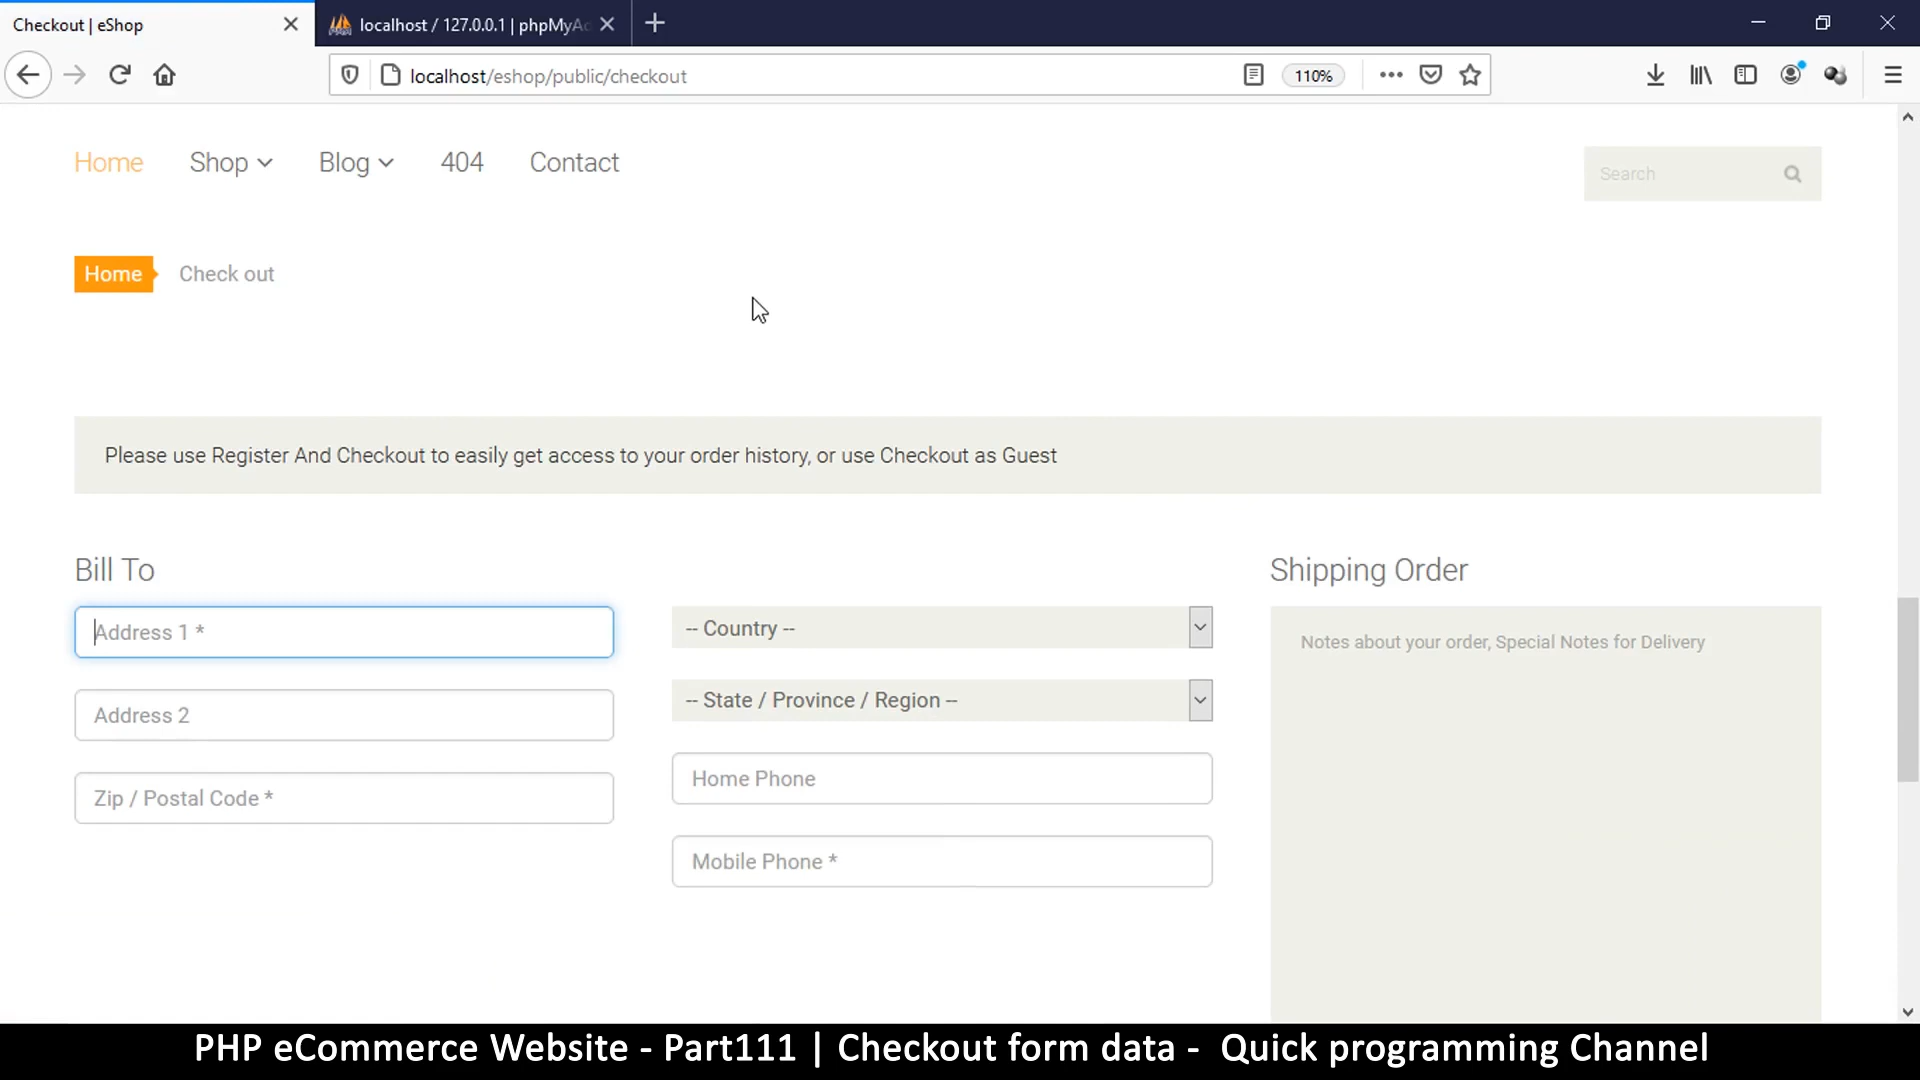 Checkout | eShop
localhost / 127.0.0.1 | phpMyAd
localhost/eshop/public/checkout
110%
Home Shop Blog 404 Contact
Search
Home Check out
Please use Register And Checkout to easily get access to your order history, or use Checkout as Guest
Bill To
Address 1 *
Address 2
Zip / Postal Code *
-- Country --
-- State / Province / Region --
Home Phone
Mobile Phone *
Shipping Order
Notes about your order, Special Notes for Delivery
PHP eCommerce Website - Part111 | Checkout form data - Quick programming Channel